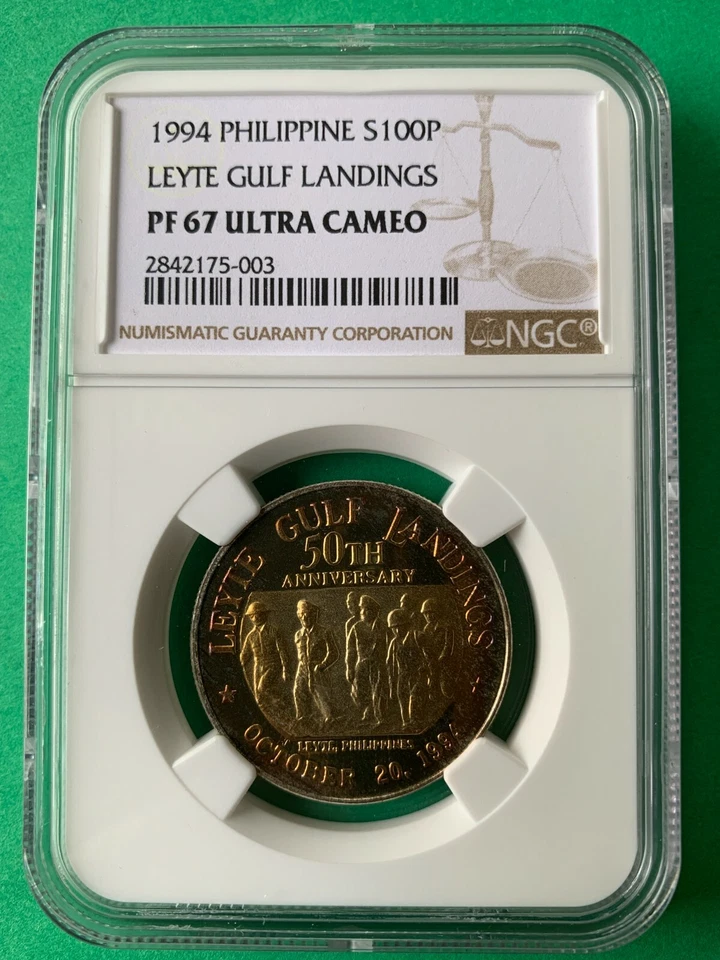 1994 PHILIPPINE S100P
LEYTE GULF LANDINGS
PF 67 ULTRA CAMEO
2842175-003
NUMISMATIC GUARANTY CORPORATION
NGC®
LEYTE GULF LANDINGS
50TH
ANNIVERSARY
LEYTE, PHILIPPINES
★ OCTOBER 20, 1994 ★